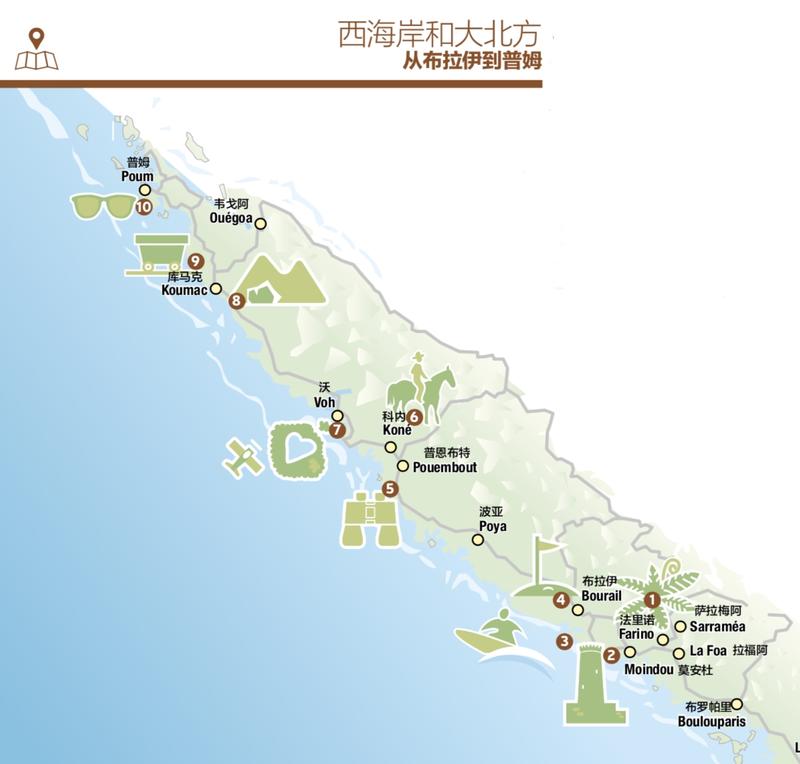 西海岸和大北方
从布拉伊到普姆
普姆
Poum
10
韦戈阿
Ouégoa
9
库马克
Koumac
8
沃
Voh
7
科内
6
Koné
普恩布特
Pouembout
5
波亚
Poya
布拉伊
Bourail
4
1
萨拉梅阿
Sarraméa
法里诺
Farino
3
2
La Foa 拉福阿
Moindou 莫安杜
布罗帕里
Boulouparis
L